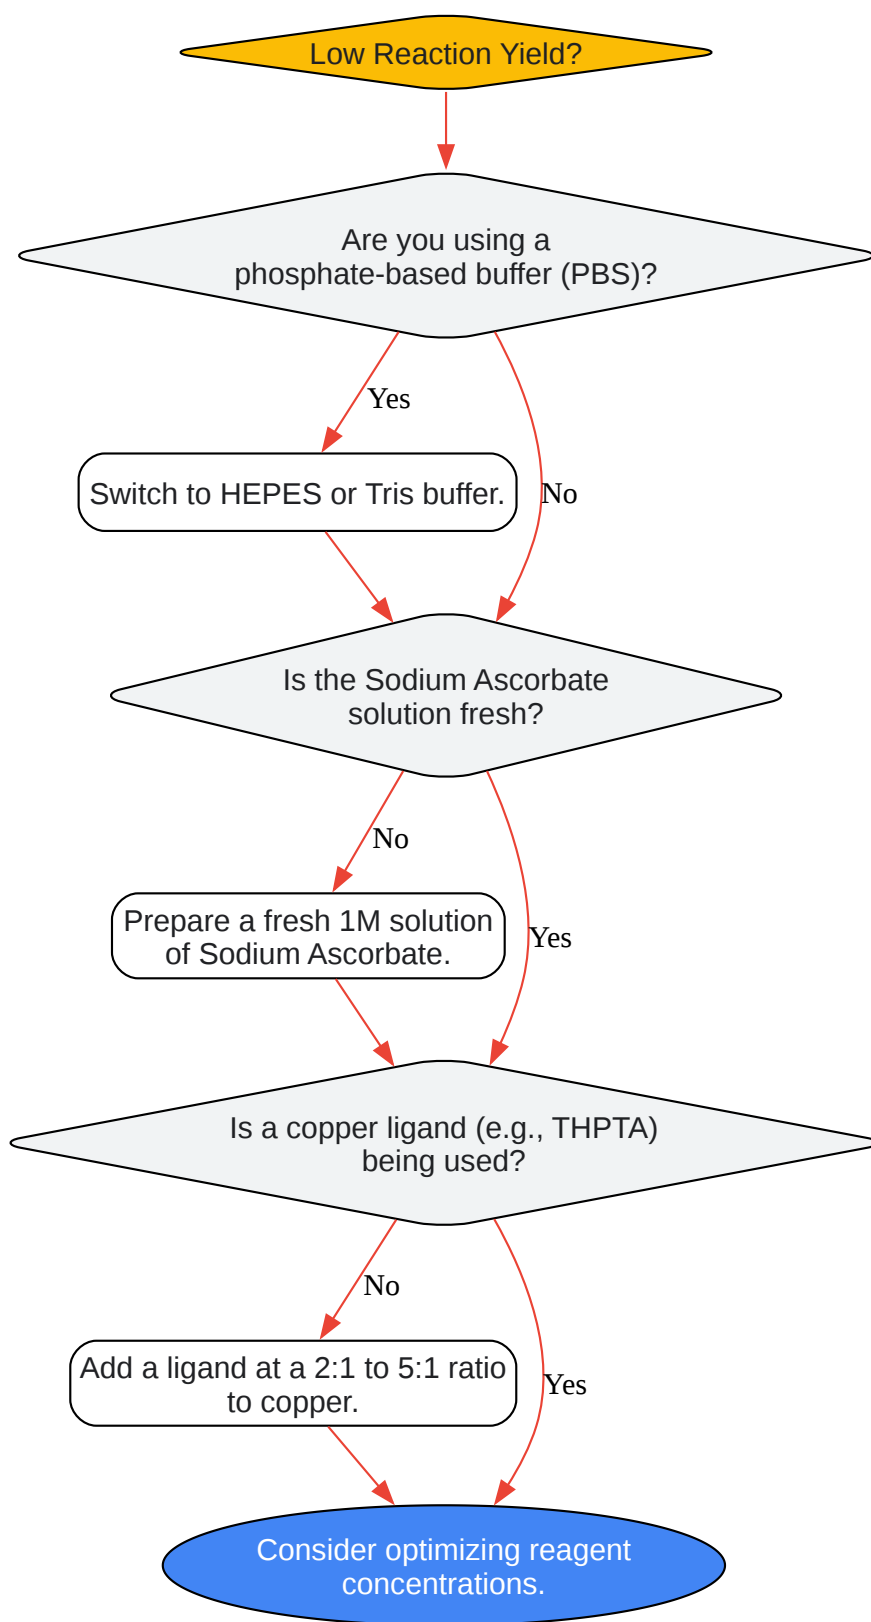 Low Reaction Yield?
Are you using a
phosphate-based buffer (PBS)?
Yes
Switch to HEPES or Tris buffer.
No
Is the Sodium Ascorbate
solution fresh?
No
Prepare a fresh 1M solution
of Sodium Ascorbate.
Yes
Is a copper ligand (e.g., THPTA)
being used?
No
Add a ligand at a 2:1 to 5:1 ratio
to copper.
Yes
Consider optimizing reagent
concentrations.